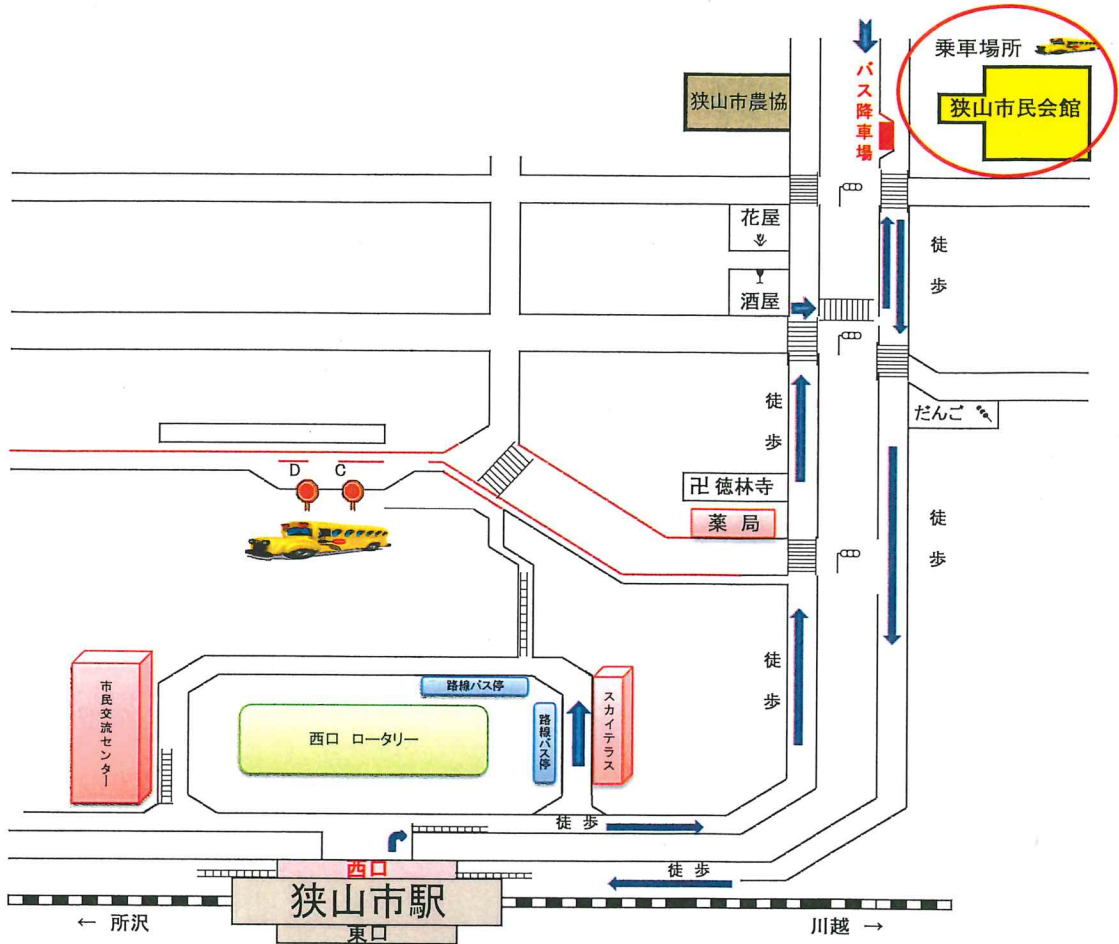 乗車場所
狭山市民会館
バス降車場
狭山市農協
花屋
酒屋
徒歩
徒歩
だんご
D
C
卍徳林寺
薬局
徒歩
徒歩
市民交流センター
路線バス停
路線バス停
スカイテラス
西口 ロータリー
徒歩
西口
徒歩
狭山市駅
東口
← 所沢
川越 →